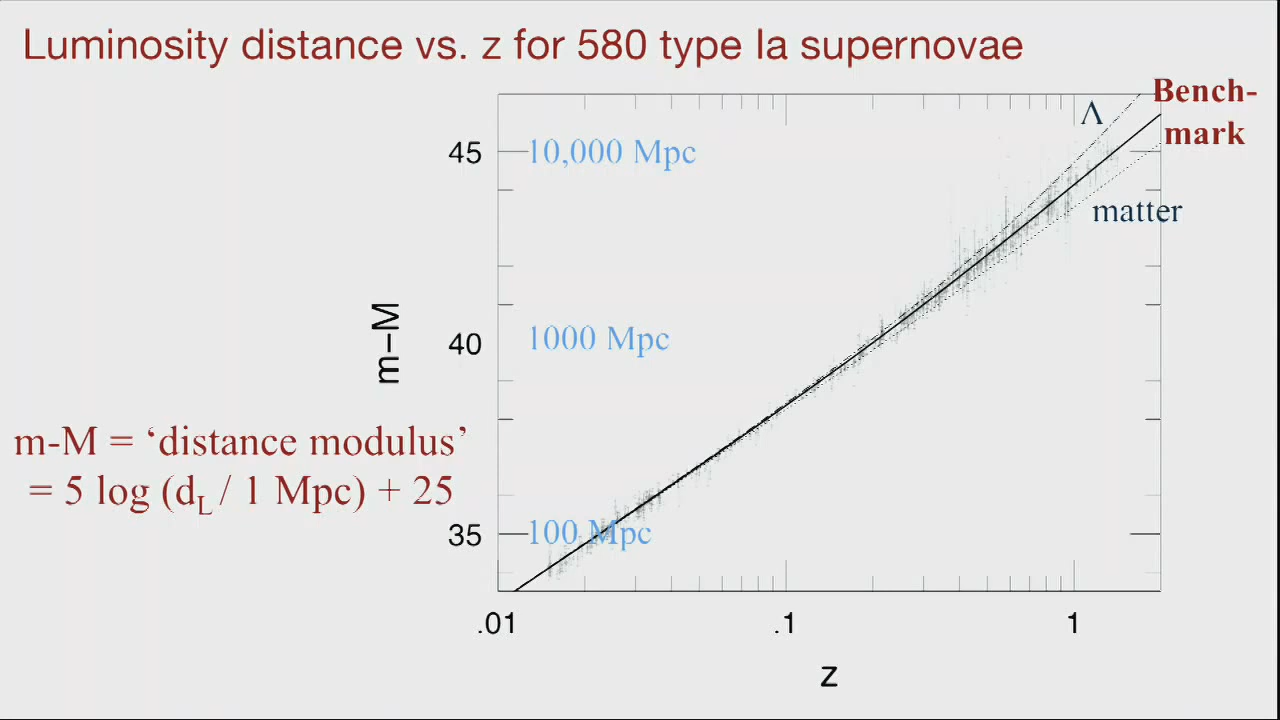 Luminosity distance vs. z for 580 type Ia supernovae
Bench-
mark
Λ
45
10,000 Mpc
matter
m−M
40
1000 Mpc
m-M = ‘distance modulus’
= 5 log (dL / 1 Mpc) + 25
35
100 Mpc
.01
.1
1
z